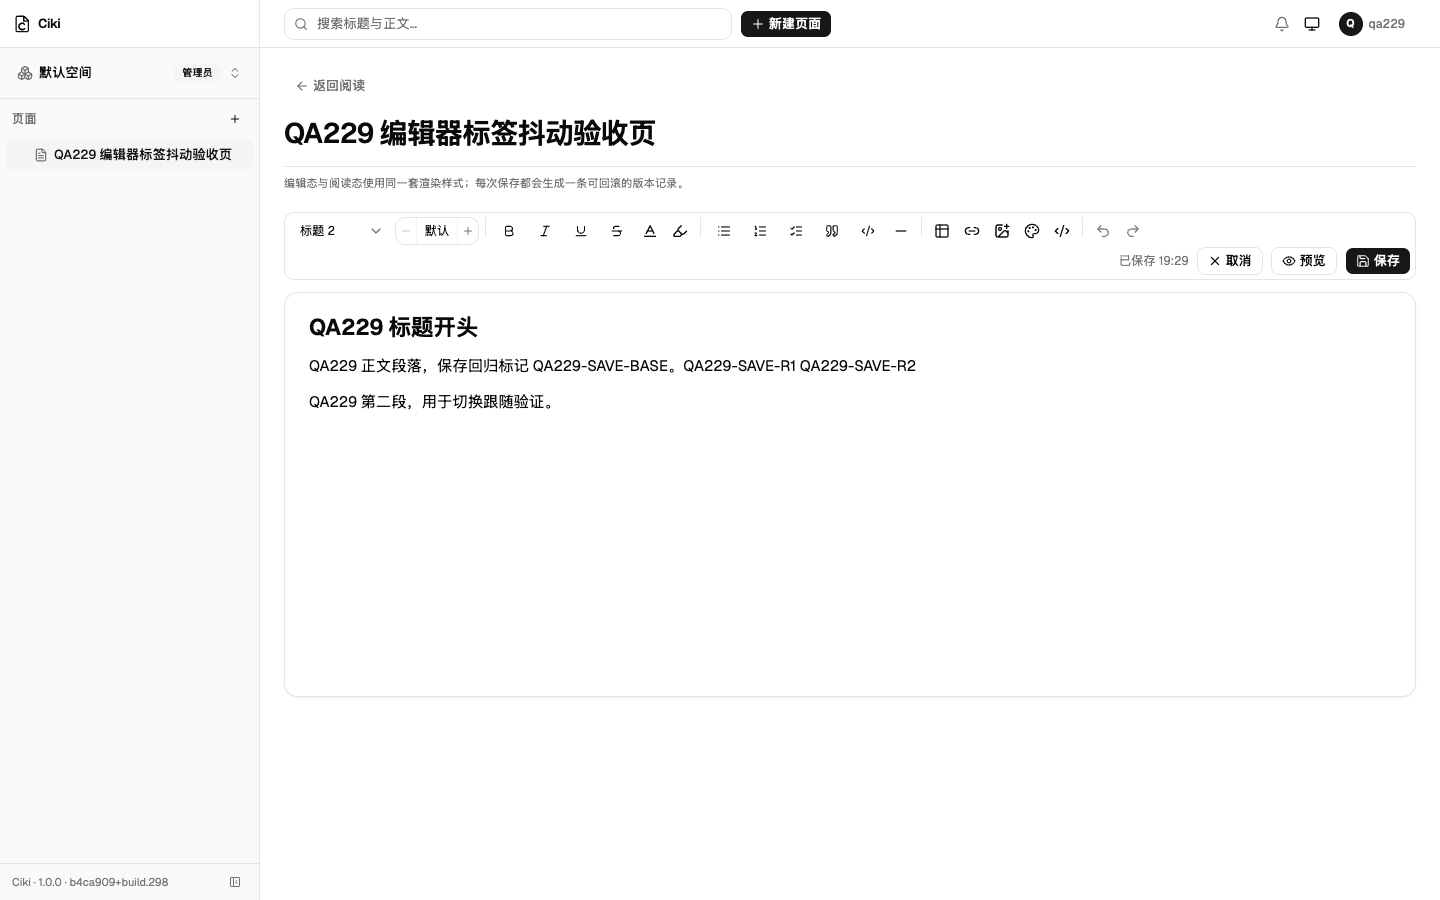 Ciki
搜索标题与正文...
新建页面
Q qa229
默认空间 管理员
返回阅读
页面
QA229 编辑器标签抖动验收页
QA229 编辑器标签抖动验收页
编辑态与阅读态使用同一套渲染样式；每次保存都会生成一条可回滚的版本记录。
标题 2 默认
已保存 19:29 取消 预览 保存
QA229 标题开头
QA229 正文段落，保存回归标记 QA229-SAVE-BASE。QA229-SAVE-R1 QA229-SAVE-R2
QA229 第二段，用于切换跟随验证。
Ciki · 1.0.0 · b4ca909+build.298